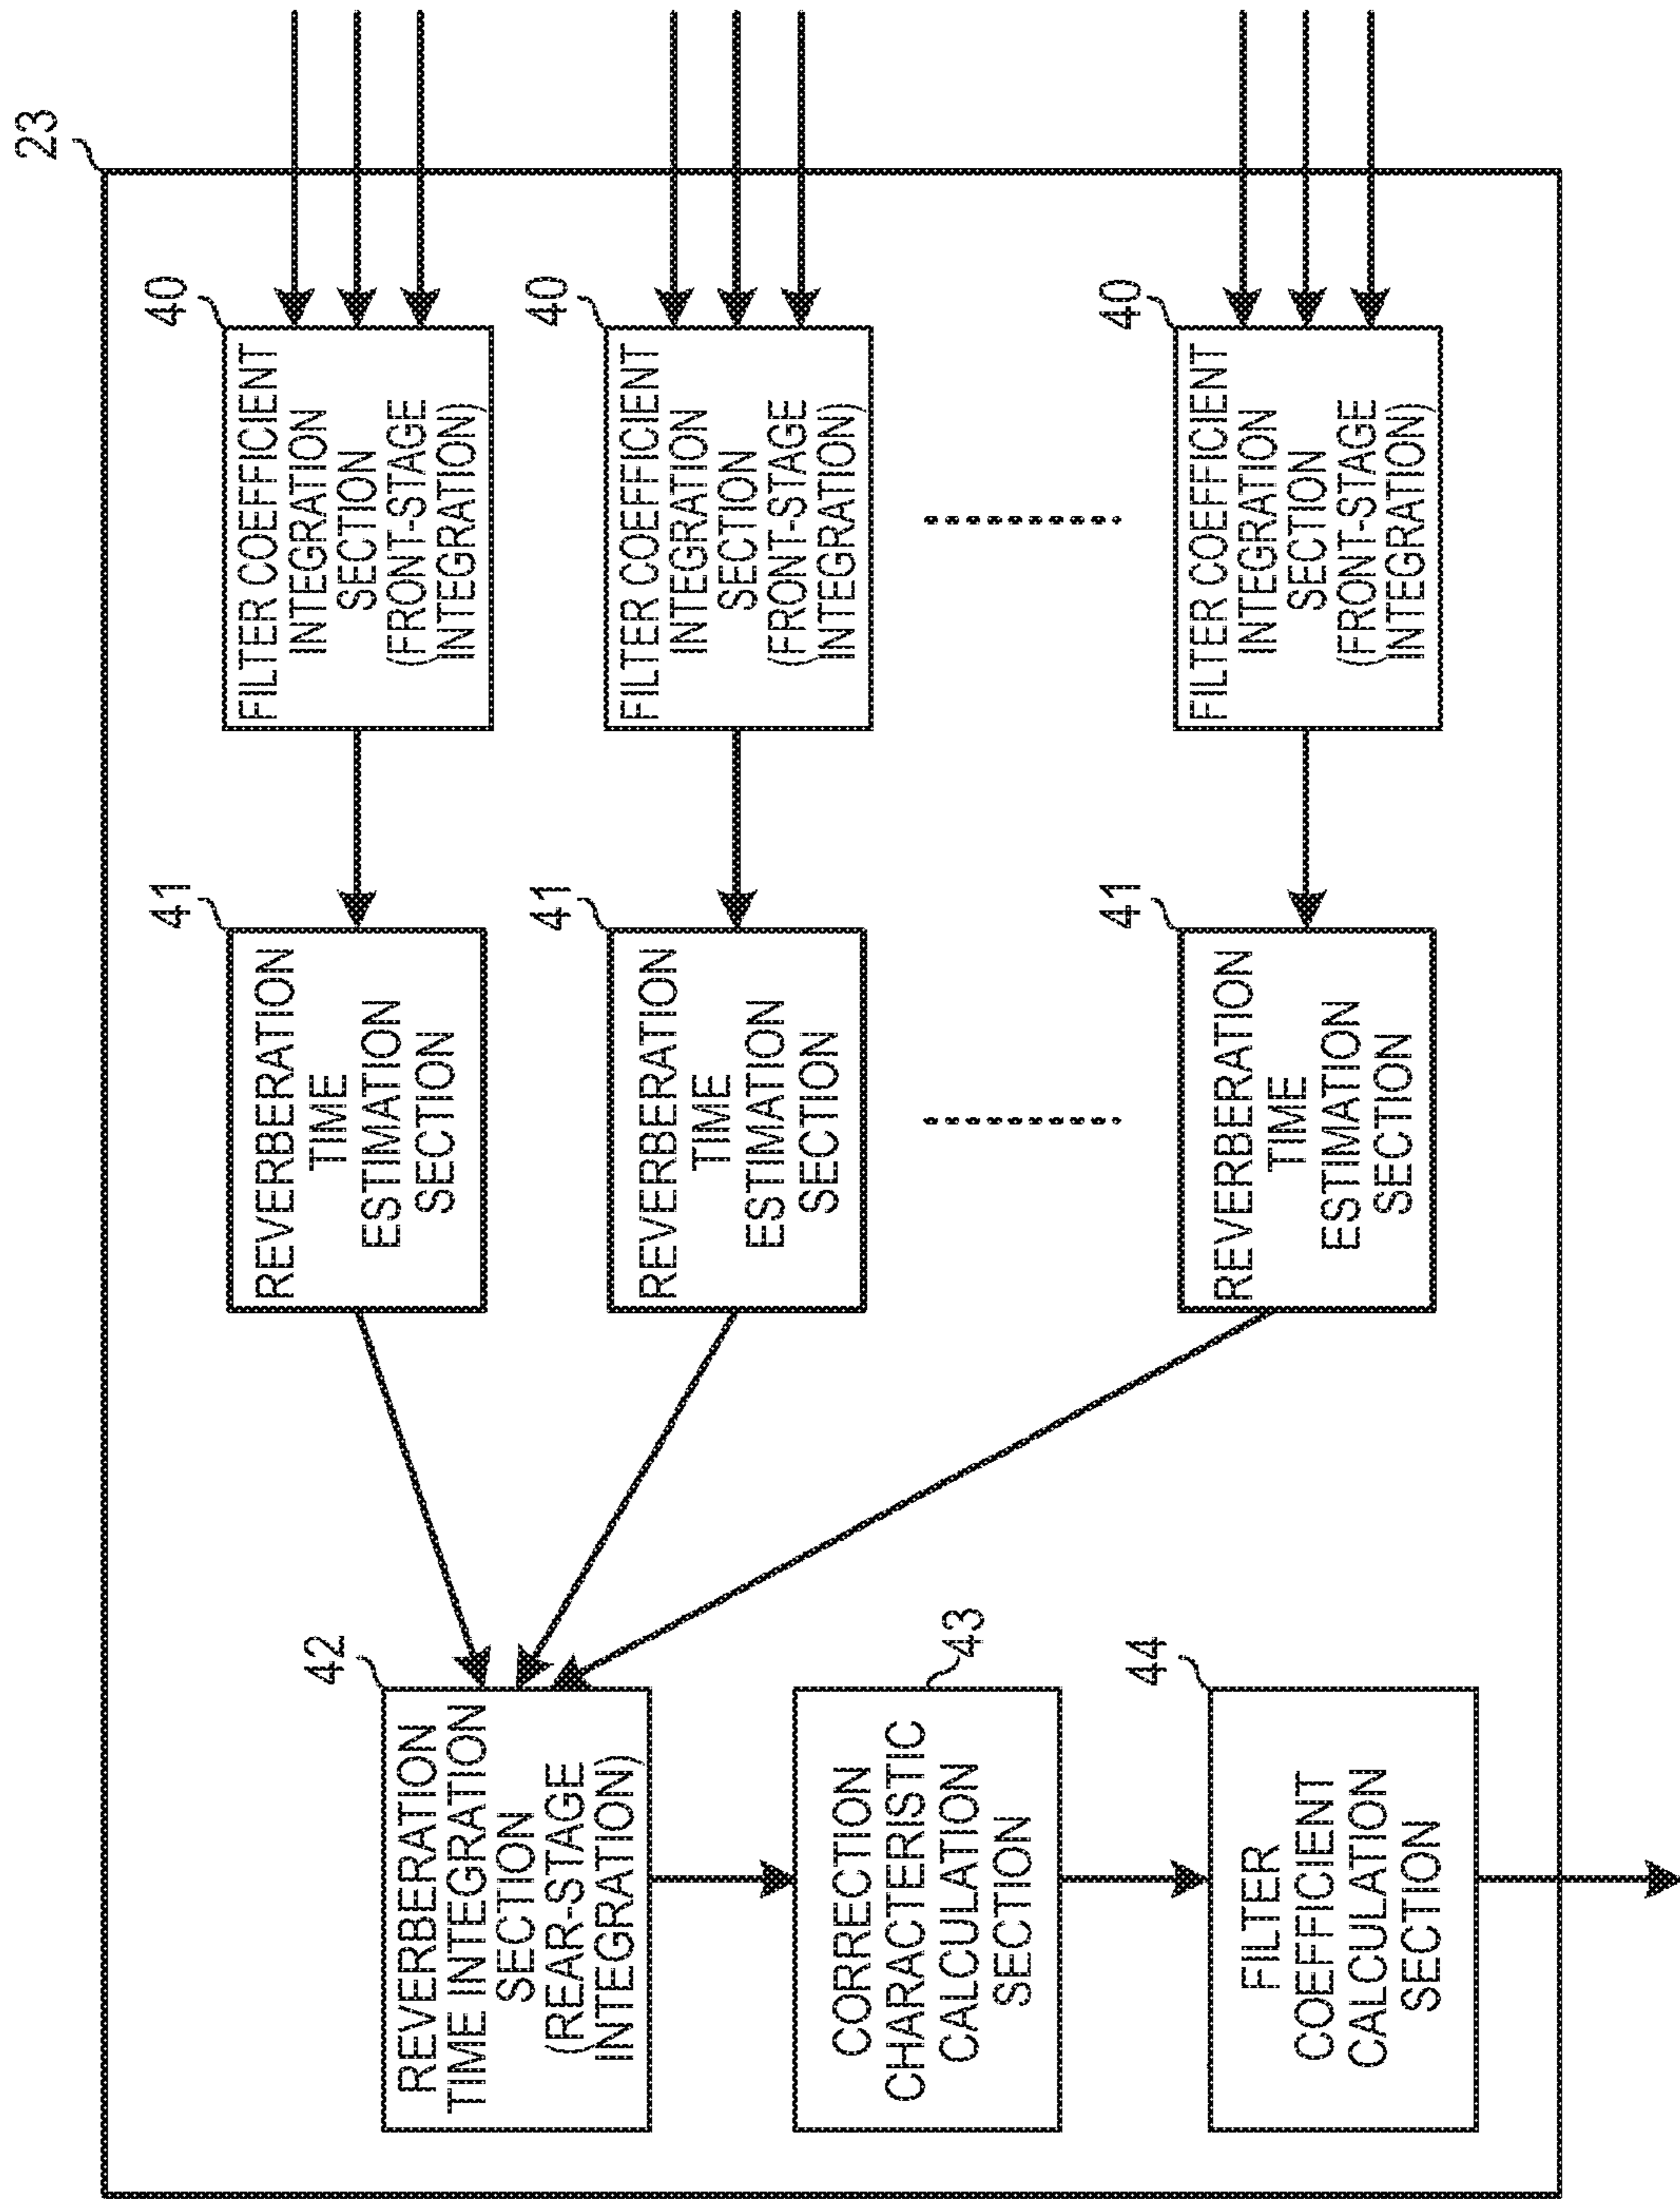 23
40
FILTER COEFFICIENT
INTEGRATION
SECTION
(FRONT-STAGE
INTEGRATION)
40
FILTER COEFFICIENT
INTEGRATION
SECTION
(FRONT-STAGE
INTEGRATION)
40
FILTER COEFFICIENT
INTEGRATION
SECTION
(FRONT-STAGE
INTEGRATION)
41
REVERBERATION
TIME
ESTIMATION
SECTION
41
REVERBERATION
TIME
ESTIMATION
SECTION
41
REVERBERATION
TIME
ESTIMATION
SECTION
42
REVERBERATION
TIME INTEGRATION
SECTION
(REAR-STAGE
INTEGRATION)
43
CORRECTION
CHARACTERISTIC
CALCULATION
SECTION
44
FILTER
COEFFICIENT
CALCULATION
SECTION